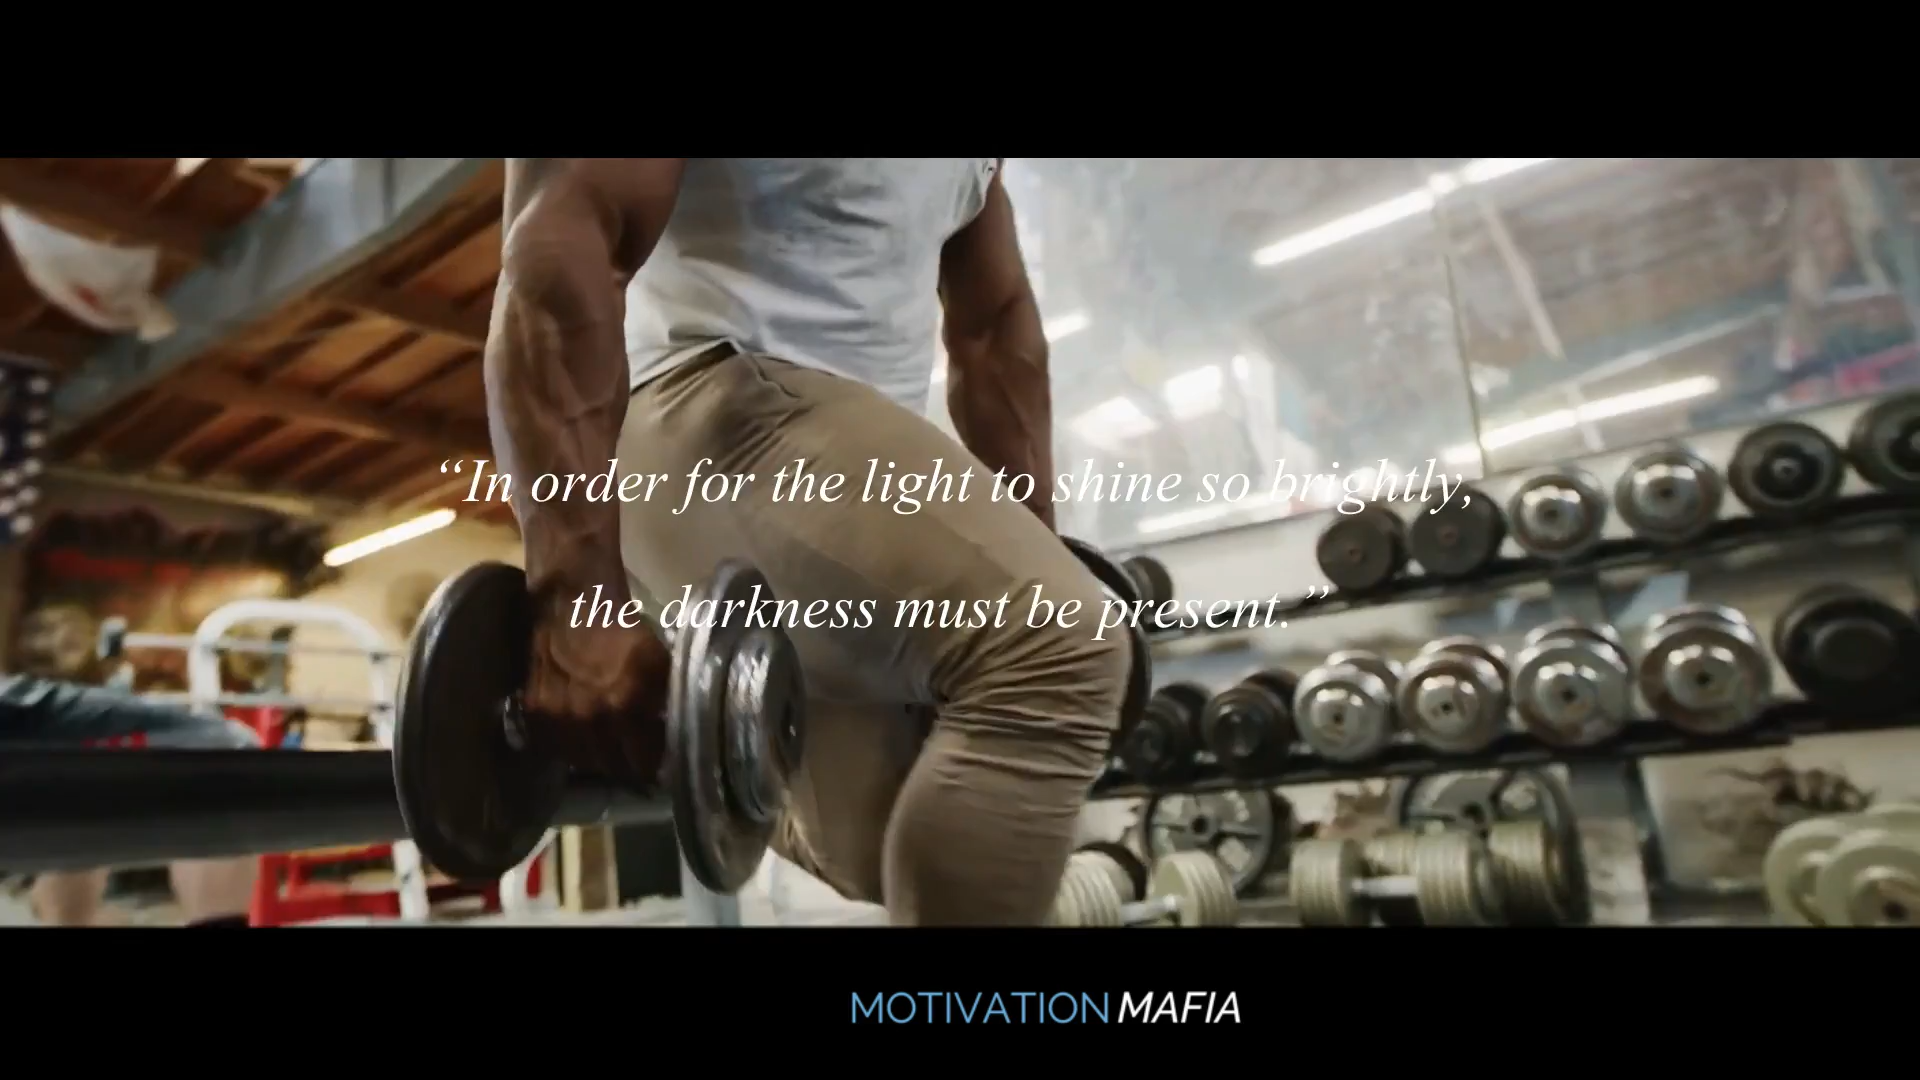 “In order for the light to shine so brightly,
the darkness must be present.”
MOTIVATION MAFIA